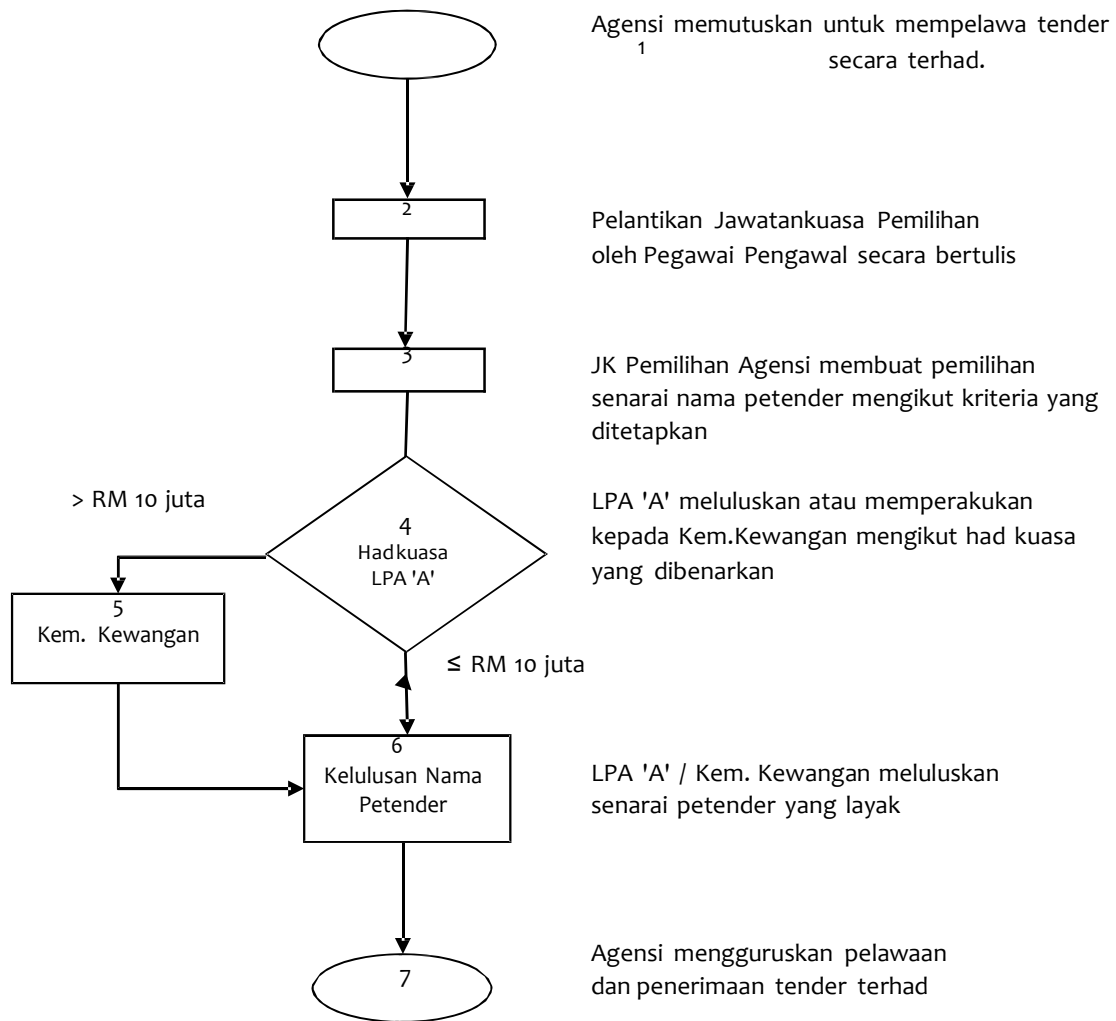 Agensi memutuskan untuk mempelawa tender
1
secara terhad.
2
Pelantikan Jawatankuasa Pemilihan
oleh Pegawai Pengawal secara bertulis
3
JK Pemilihan Agensi membuat pemilihan
senarai nama petender mengikut kriteria yang
ditetapkan
> RM 10 juta
4
Hadkuasa
LPA 'A'
LPA 'A' meluluskan atau memperakukan
kepada Kem.Kewangan mengikut had kuasa
yang dibenarkan
5
Kem. Kewangan
≤ RM 10 juta
6
Kelulusan Nama
Petender
LPA 'A' / Kem. Kewangan meluluskan
senarai petender yang layak
7
Agensi mengguruskan pelawaan
dan penerimaan tender terhad